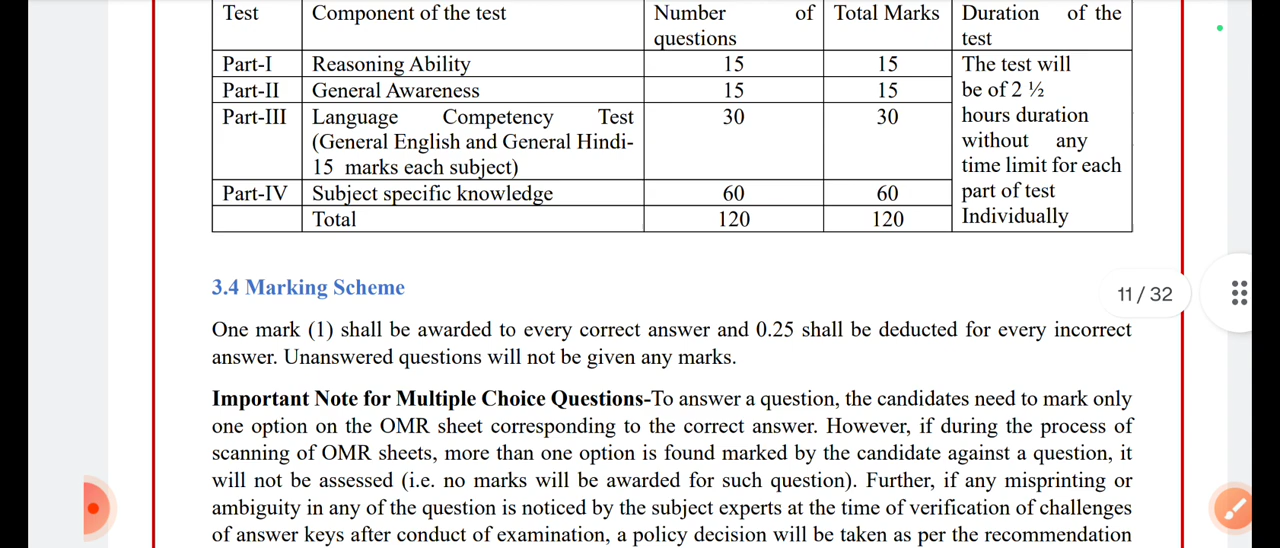 Test Component of the test Number of Total Marks Duration of the
questions test
Part-I Reasoning Ability 15 15 The test will
Part-II General Awareness 15 15 be of 2 ½
Part-III Language Competency Test 30 30 hours duration
(General English and General Hindi- without any
15 marks each subject) time limit for each
Part-IV Subject specific knowledge 60 60 part of test
Total 120 120 Individually
3.4 Marking Scheme
11 / 32
One mark (1) shall be awarded to every correct answer and 0.25 shall be deducted for every incorrect
answer. Unanswered questions will not be given any marks.
Important Note for Multiple Choice Questions-To answer a question, the candidates need to mark only
one option on the OMR sheet corresponding to the correct answer. However, if during the process of
scanning of OMR sheets, more than one option is found marked by the candidate against a question, it
will not be assessed (i.e. no marks will be awarded for such question). Further, if any misprinting or
ambiguity in any of the question is noticed by the subject experts at the time of verification of challenges
of answer keys after conduct of examination, a policy decision will be taken as per the recommendation